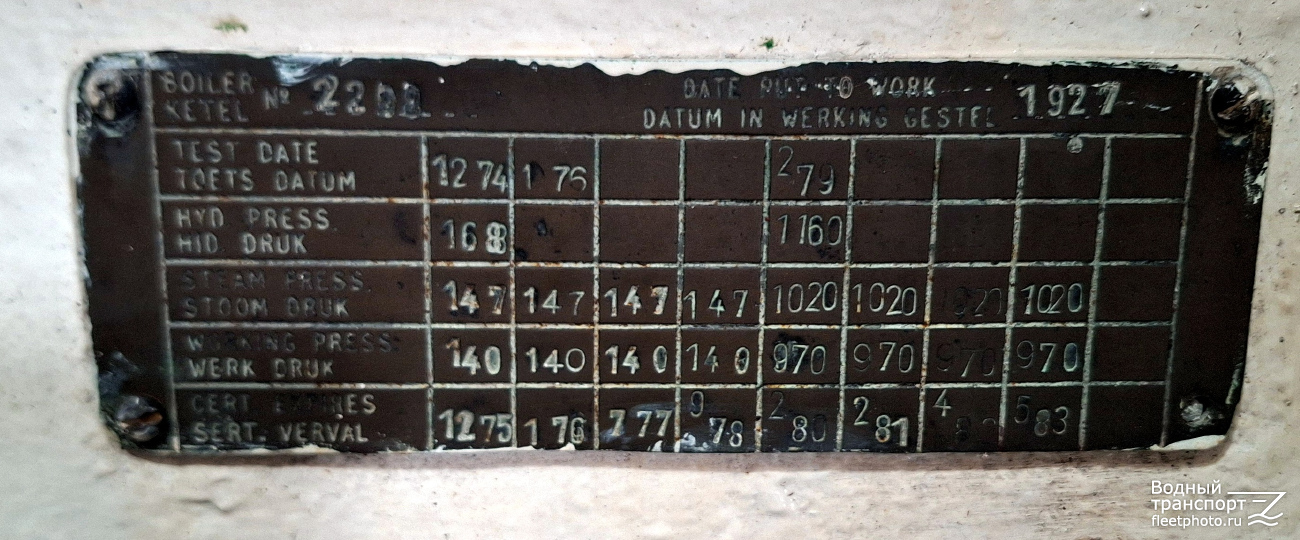 BOILER DATE PUT TO WORK
KETEL Nº DATUM IN WERKING GESTEL 1927
TEST DATE
TOETS DATUM 12 74 1 76 2 79
HYD PRESS
HID. DRUK 168 1160
STEAM PRESS.
STOOM DRUK 147 147 147 147 1020 1020 1020
WORKING PRESS.
WERK DRUK 140 140 140 140 970 970 970 970
CERT
SERT. VERVAL 12 75 1 76 7 77 78 2 80 2 81 4 5 83
Водный
транспорт
fleetphoto.ru